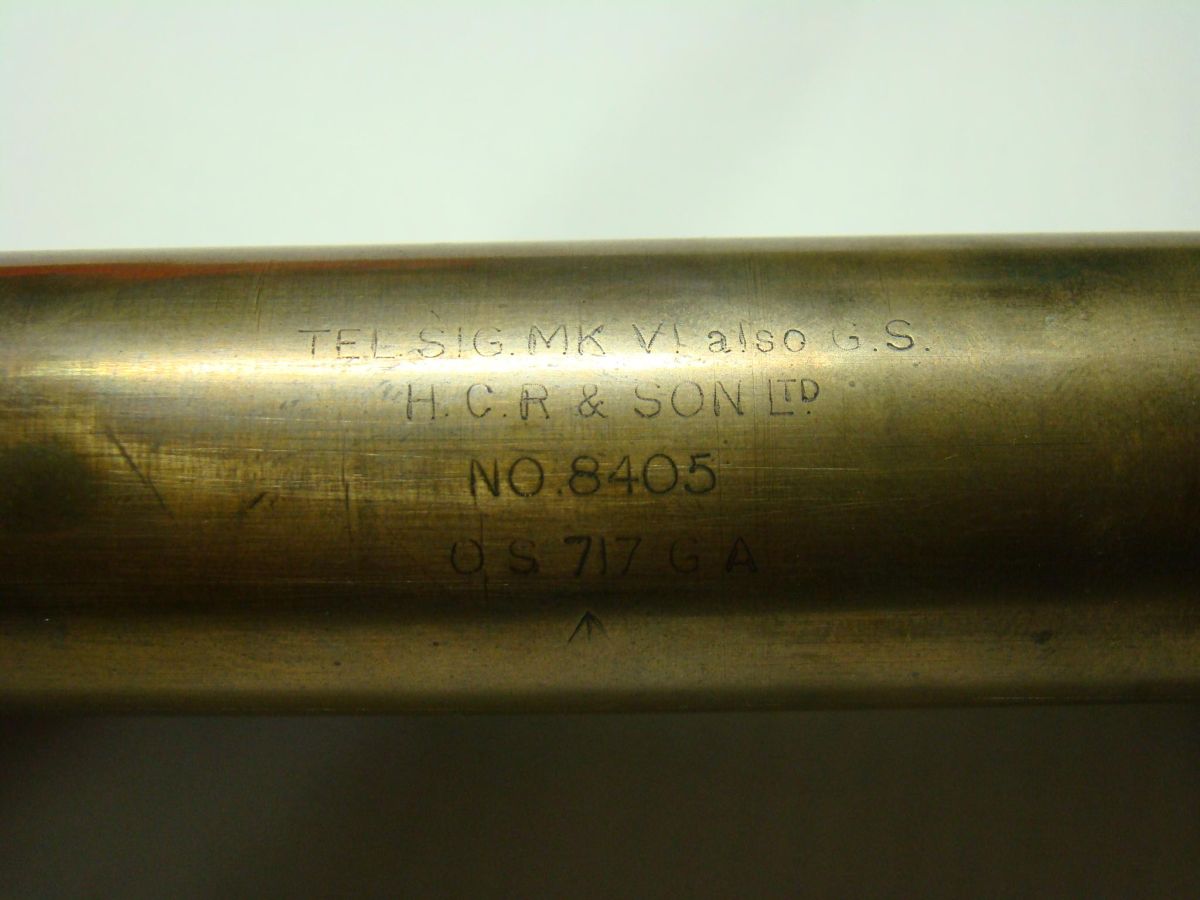 TEL. SIG. MK VI. also G.S.
H.C.R & SON LTD.
NO.8405
O S 717 G A